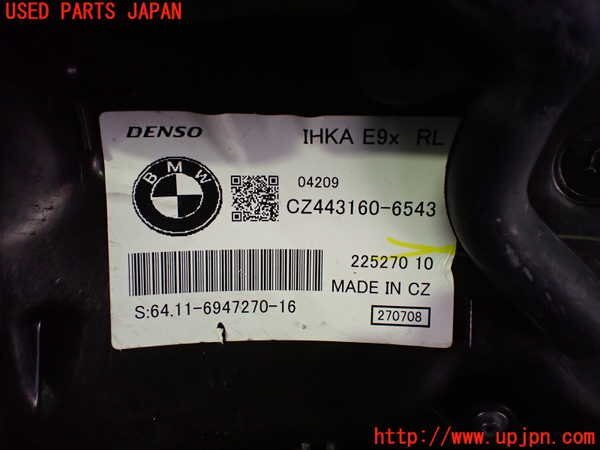 USED PARTS JAPAN
DENSO
IHKA E9x RL
BMW
04209
CZ443160-6543
225270 10
MADE IN CZ
S:64.11-6947270-16
270708
http://www.upjpn.com/